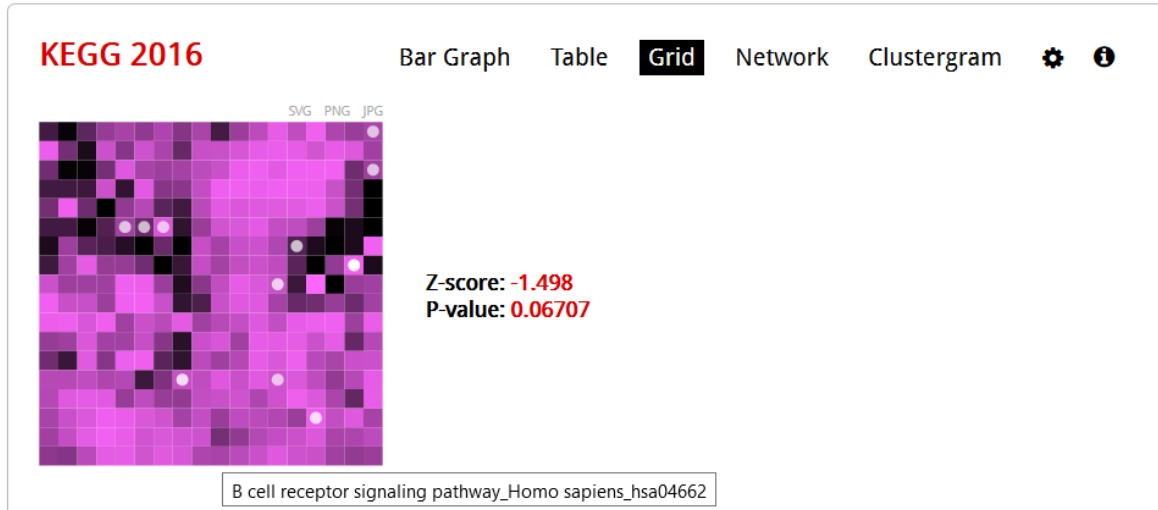 KEGG 2016
Bar Graph Table Grid Network Clustergram
SVG PNG JPG
Z-score: -1.498
P-value: 0.06707
B cell receptor signaling pathway_Homo sapiens_hsa04662